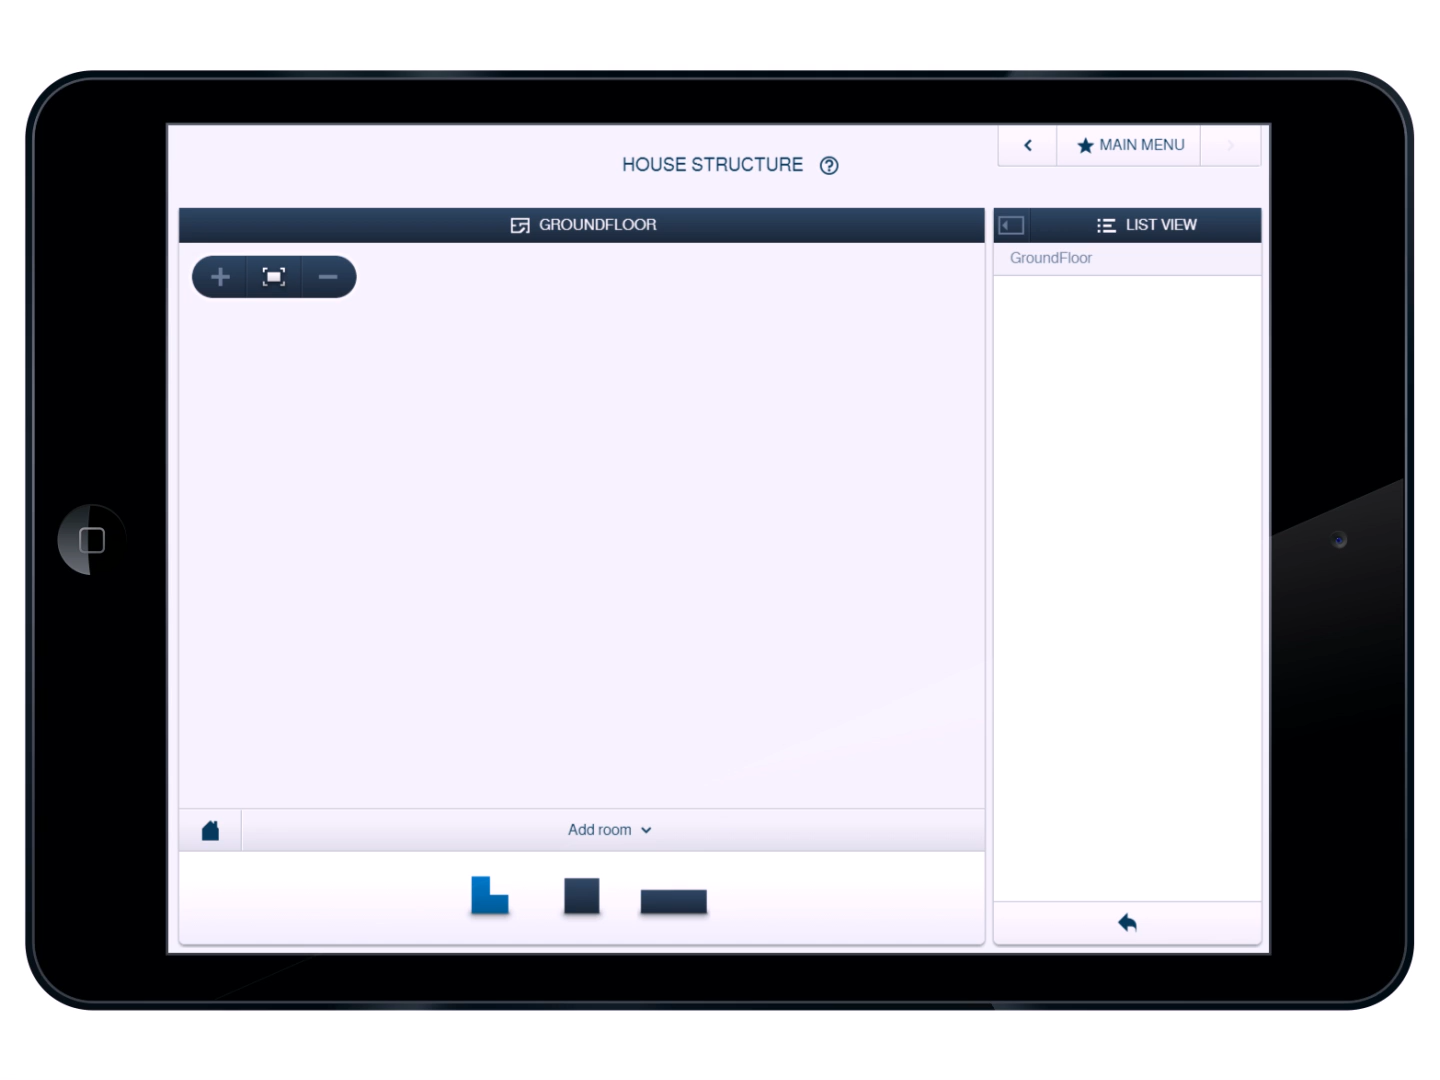 HOUSE STRUCTURE
MAIN MENU
GROUNDFLOOR
LIST VIEW
GroundFloor
Add room